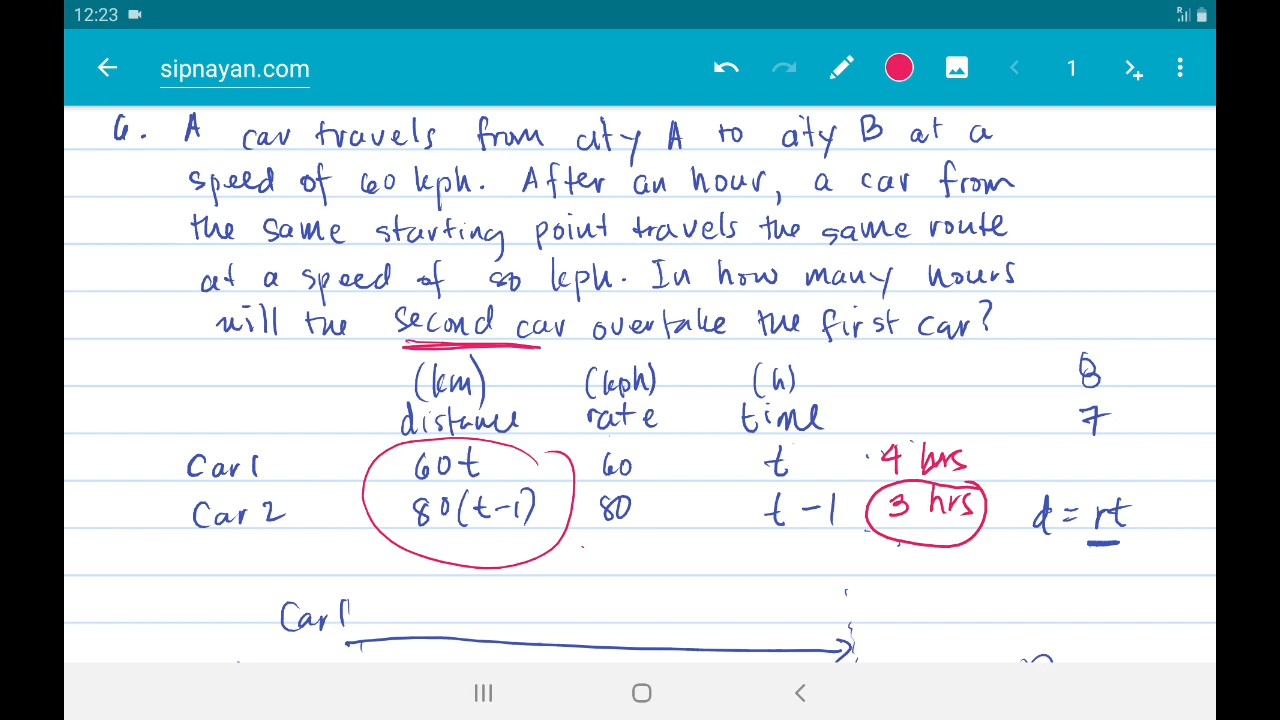 12:23
sipnayan.com
1
6. A car travels from city A to city B at a
speed of 60 kph. After an hour, a car from
the same starting point travels the same route
at a speed of 80 kph. In how many hours
will the second car overtake the first car?
(km) (kph) (h) 8
distance rate time 7
Car 1 60t 60 t 4 hrs
Car 2 80(t-1) 80 t-1 3 hrs d = rt
Car 1